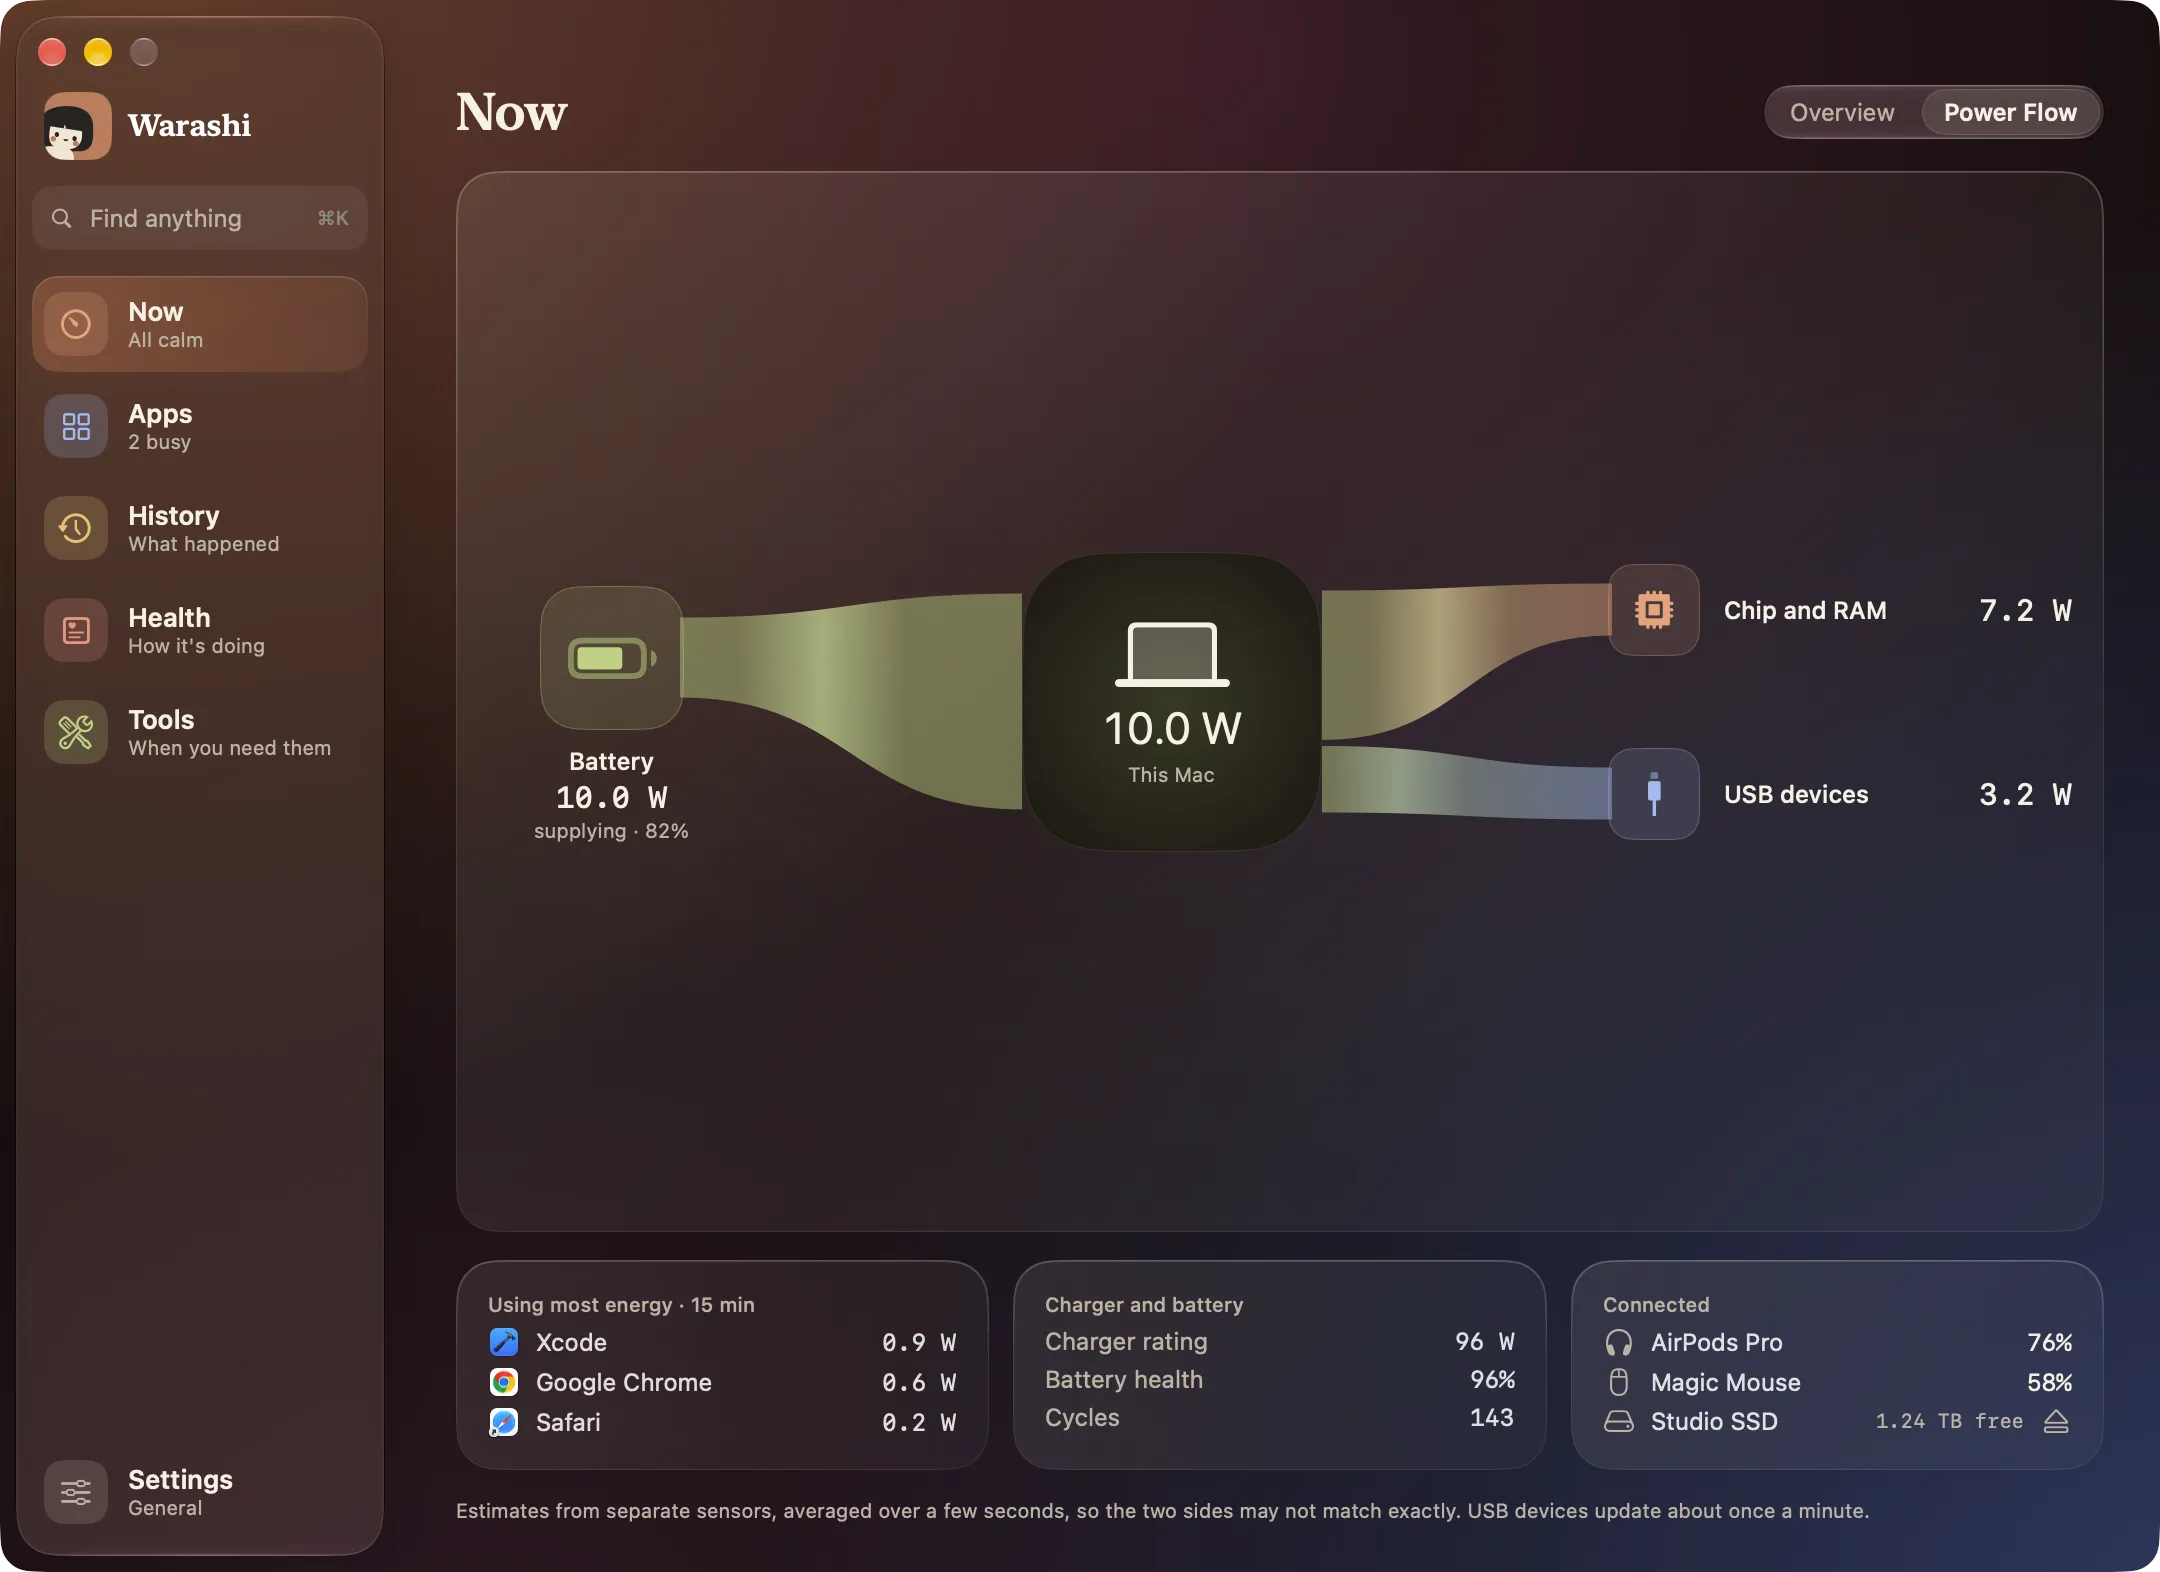 Warashi
Find anything ⌘K
Now
All calm
Apps
2 busy
History
What happened
Health
How it's doing
Tools
When you need them
Settings
General
Now
Overview
Power Flow
Battery
10.0 W
supplying · 82%
10.0 W
This Mac
Chip and RAM 7.2 W
USB devices 3.2 W
Using most energy · 15 min
Xcode 0.9 W
Google Chrome 0.6 W
Safari 0.2 W
Charger and battery
Charger rating 96 W
Battery health 96%
Cycles 143
Connected
AirPods Pro 76%
Magic Mouse 58%
Studio SSD 1.24 TB free
Estimates from separate sensors, averaged over a few seconds, so the two sides may not match exactly. USB devices update about once a minute.